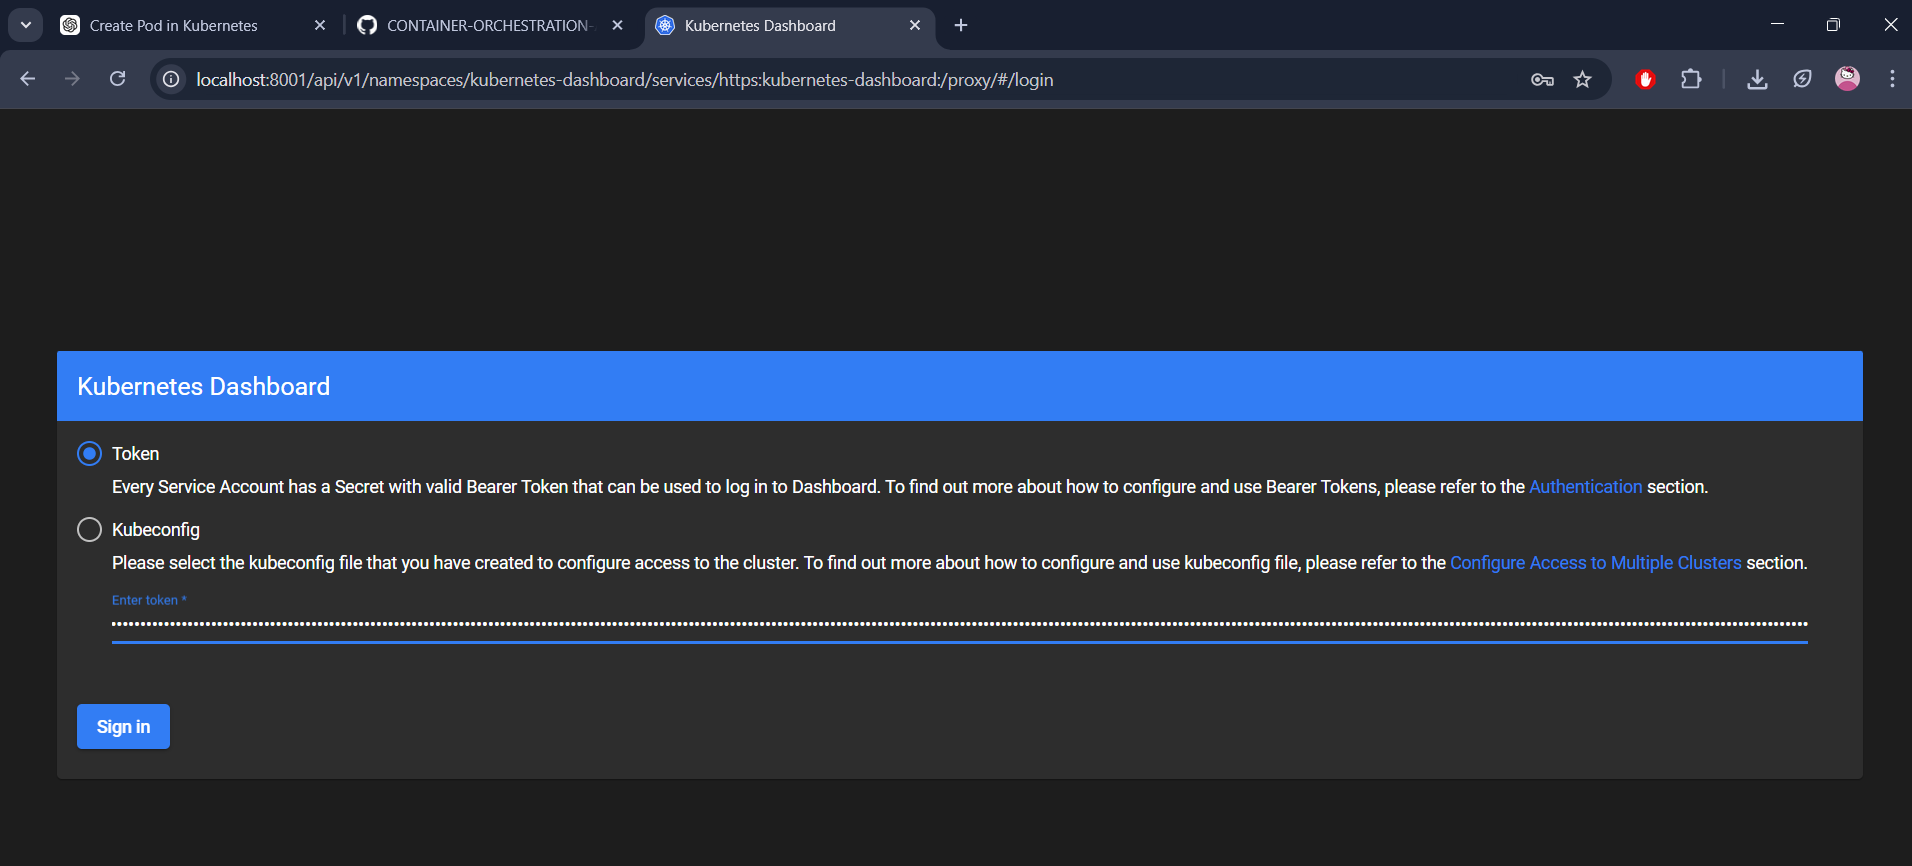 Create Pod in Kubernetes
CONTAINER-ORCHESTRATION-
Kubernetes Dashboard
localhost:8001/api/v1/namespaces/kubernetes-dashboard/services/https:kubernetes-dashboard:/proxy/#/login
Kubernetes Dashboard
Token
Every Service Account has a Secret with valid Bearer Token that can be used to log in to Dashboard. To find out more about how to configure and use Bearer Tokens, please refer to the Authentication section.
Kubeconfig
Please select the kubeconfig file that you have created to configure access to the cluster. To find out more about how to configure and use kubeconfig file, please refer to the Configure Access to Multiple Clusters section.
Enter token *
Sign in